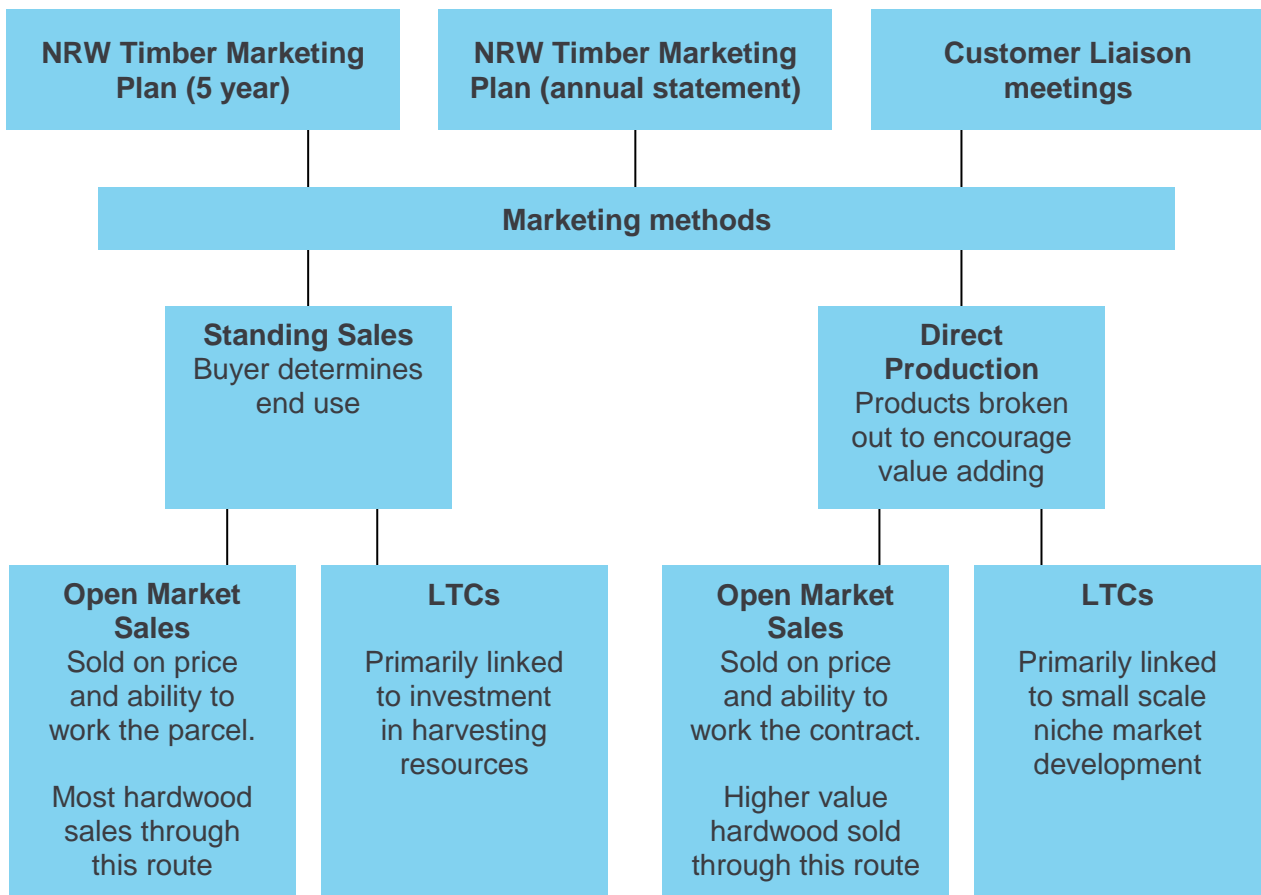 NRW Timber Marketing
Plan (5 year)
NRW Timber Marketing
Plan (annual statement)
Customer Liaison
meetings
Marketing methods
Standing Sales
Buyer determines
end use
Direct
Production
Products broken
out to encourage
value adding
Open Market
Sales
Sold on price
and ability to
work the parcel.
Most hardwood
sales through
this route
LTCs
Primarily linked
to investment
in harvesting
resources
Open Market
Sales
Sold on price
and ability to
work the contract.
Higher value
hardwood sold
through this route
LTCs
Primarily linked
to small scale
niche market
development